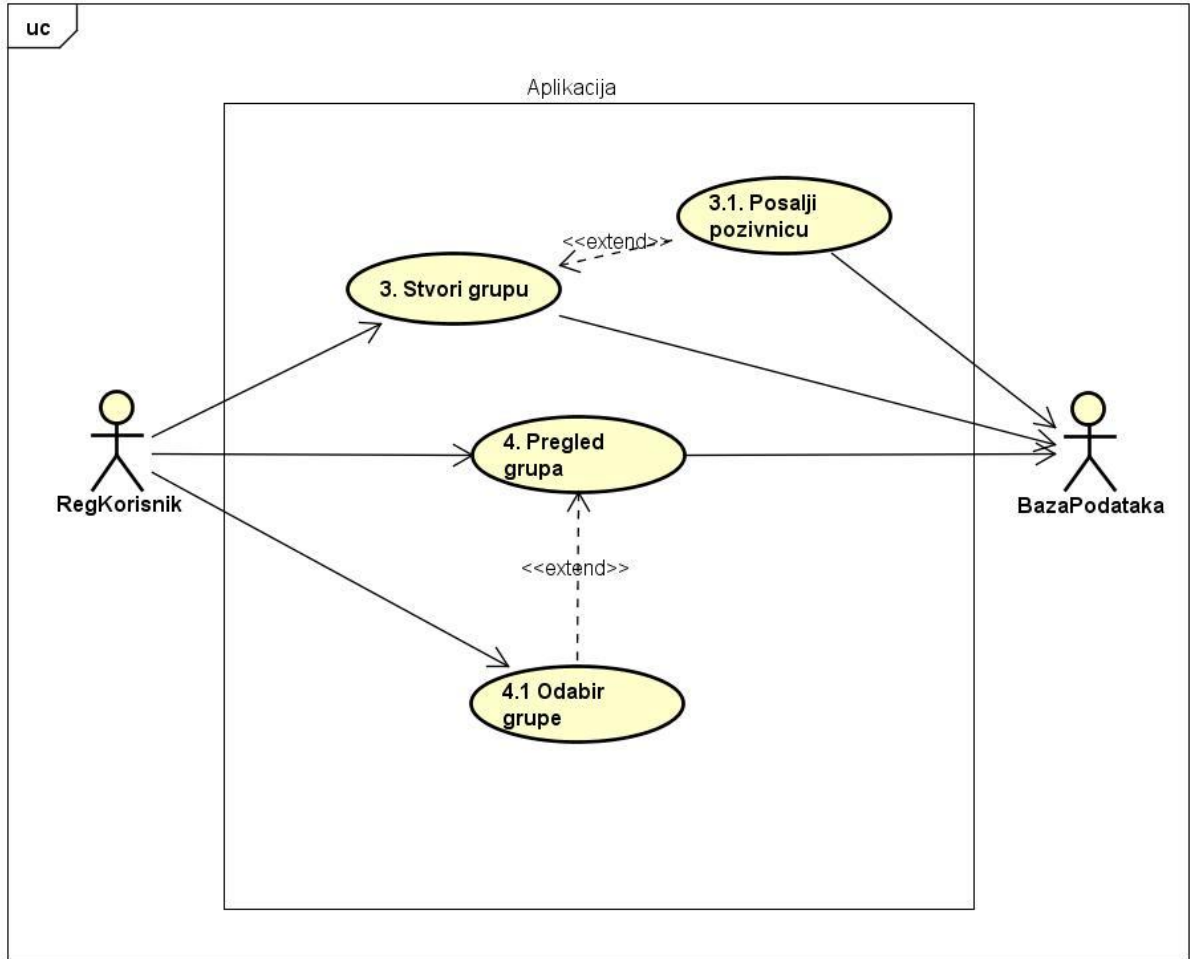 uc
Aplikacija
3.1. Posalji
pozivnicu
<<extend>>
3. Stvori grupu
4. Pregled
grupa
RegKorisnik
BazaPodataka
<<extend>>
4.1 Odabir
grupe